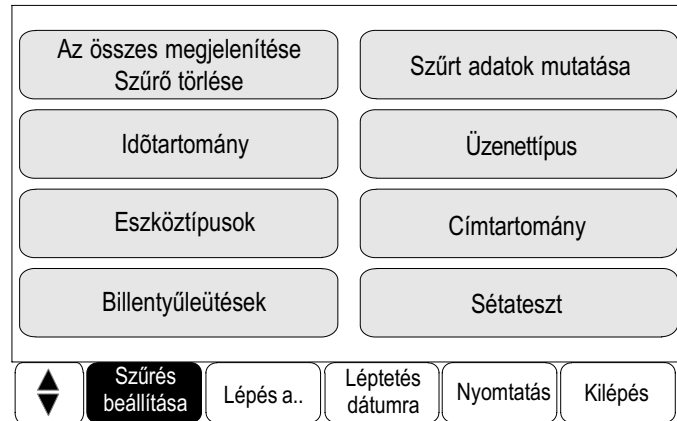 Az összes megjelenítése
Szűrő törlése
Szűrt adatok mutatása
Idõtartomány
Üzenettípus
Eszköztípusok
Címtartomány
Billentyűleütések
Sétateszt
Szűrés
beállítása
Lépés a..
Léptetés
dátumra
Nyomtatás
Kilépés